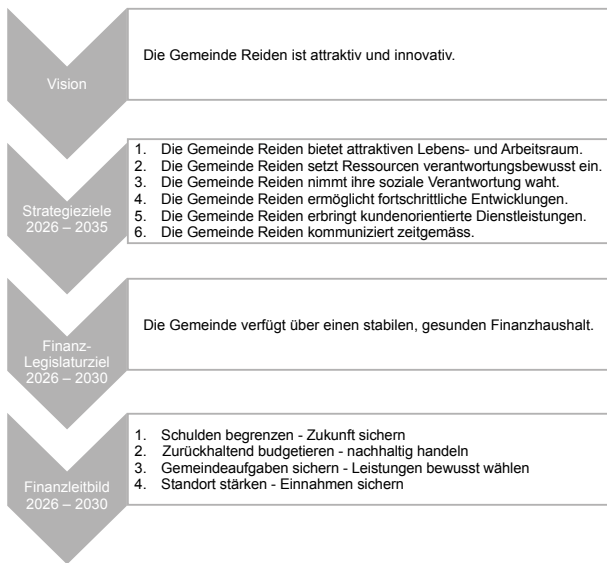 Vision
Die Gemeinde Reiden ist attraktiv und innovativ.
Strategieziele
2026 – 2035
1. Die Gemeinde Reiden bietet attraktiven Lebens- und Arbeitsraum.
2. Die Gemeinde Reiden setzt Ressourcen verantwortungsbewusst ein.
3. Die Gemeinde Reiden nimmt ihre soziale Verantwortung waht.
4. Die Gemeinde Reiden ermöglicht fortschrittliche Entwicklungen.
5. Die Gemeinde Reiden erbringt kundenorientierte Dienstleistungen.
6. Die Gemeinde Reiden kommuniziert zeitgemäss.
Finanz-
Legislaturziel
2026 – 2030
Die Gemeinde verfügt über einen stabilen, gesunden Finanzhaushalt.
Finanzleitbild
2026 – 2030
1. Schulden begrenzen - Zukunft sichern
2. Zurückhaltend budgetieren - nachhaltig handeln
3. Gemeindeaufgaben sichern - Leistungen bewusst wählen
4. Standort stärken - Einnahmen sichern